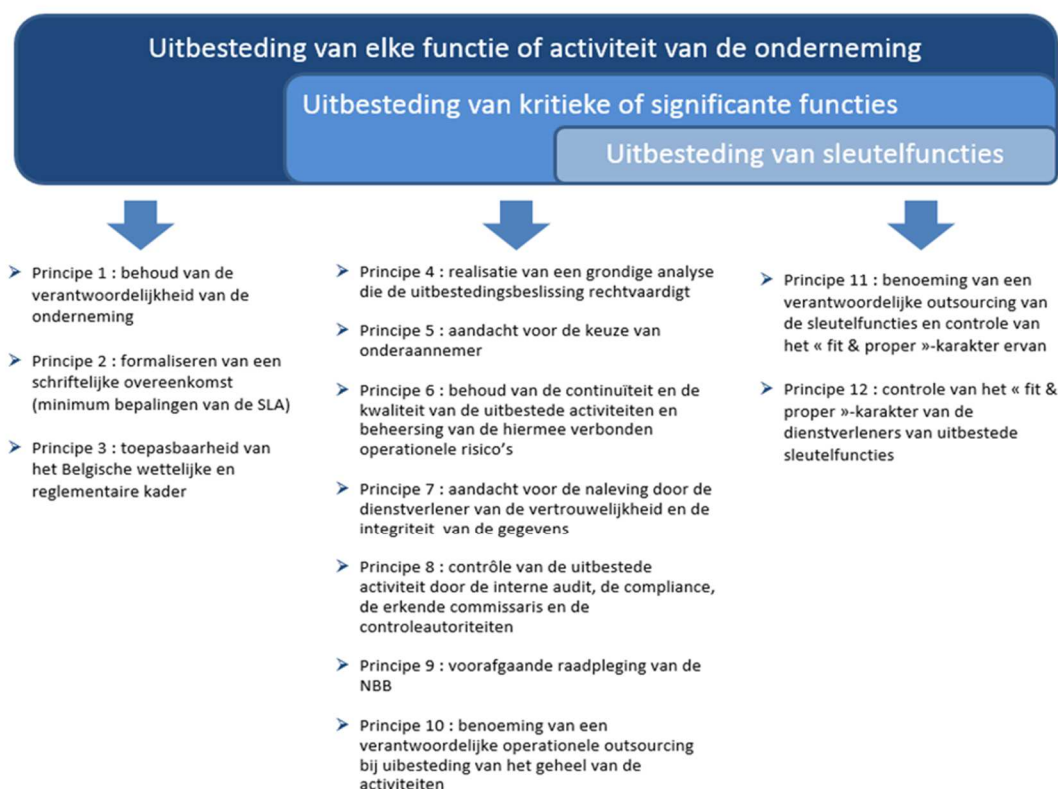 Uitbesteding van elke functie of activiteit van de onderneming
Uitbesteding van kritieke of significante functies
Uitbesteding van sleutelfuncties
➢ Principe 1 : behoud van de
verantwoordelijkheid van de
onderneming
➢ Principe 2 : formaliseren van een
schriftelijke overeenkomst
(minimum bepalingen van de SLA)
➢ Principe 3 : toepasbaarheid van
het Belgische wettelijke en
reglementaire kader
➢ Principe 4 : realisatie van een grondige analyse
die de uitbestedingsbeslissing rechtvaardigt
➢ Principe 5 : aandacht voor de keuze van
onderaannemer
➢ Principe 6 : behoud van de continuïteit en de
kwaliteit van de uitbestede activiteiten en
beheersing van de hiermee verbonden
operationele risico's
➢ Principe 7 : aandacht voor de naleving door de
dienstverlener van de vertrouwelijkheid en de
integriteit van de gegevens
➢ Principe 8 : contrôle van de uitbestede
activiteit door de interne audit, de compliance,
de erkende commissaris en de
controleautoriteiten
➢ Principe 9 : voorafgaande raadpleging van de
NBB
➢ Principe 10 : benoeming van een
verantwoordelijke operationele outsourcing
bij uibesteding van het geheel van de
activiteiten
➢ Principe 11 : benoeming van een
verantwoordelijke outsourcing van
de sleutelfuncties en controle van
het « fit & proper »-karakter ervan
➢ Principe 12 : controle van het « fit &
proper »-karakter van de
dienstverleners van uitbestede
sleutelfuncties